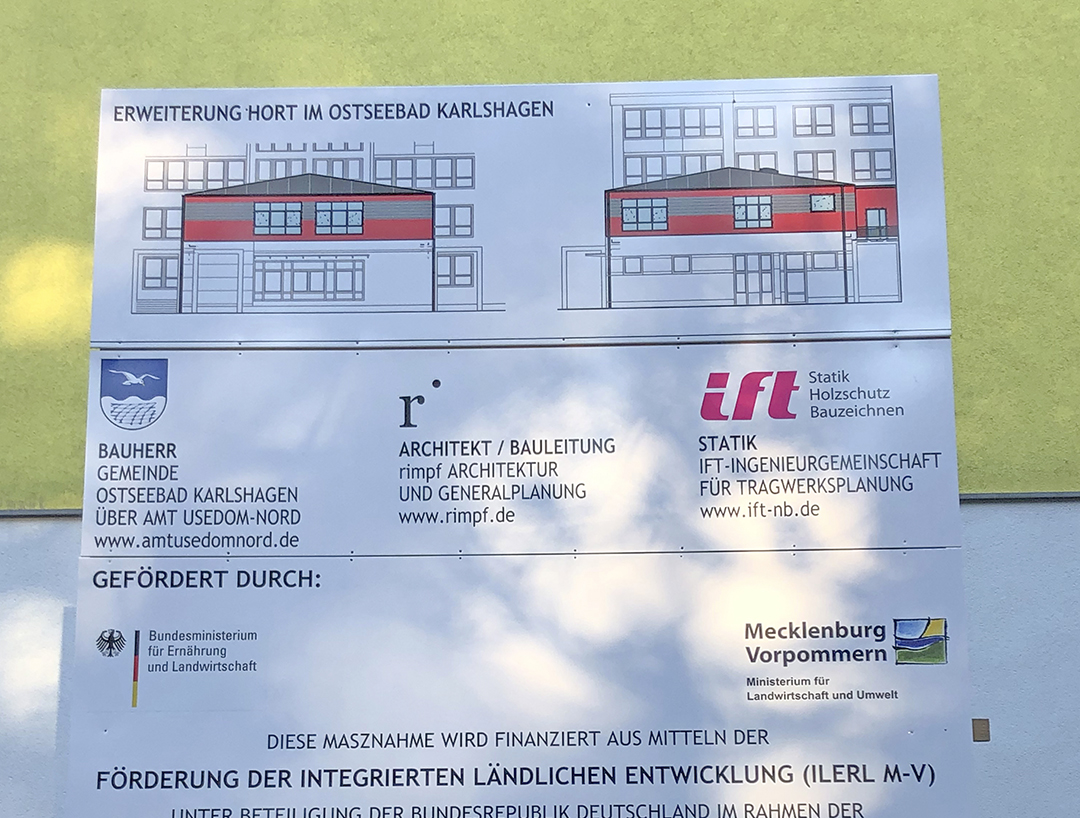 ERWEITERUNG HORT IM OSTSEEBAD KARLSHAGEN
BAUHERR
GEMEINDE
OSTSEEBAD KARLSHAGEN
ÜBER AMT USEDOM-NORD
www.amtusedomnord.de
r
ARCHITEKT / BAULEITUNG
rimpf ARCHITEKTUR
UND GENERALPLANUNG
www.rimpf.de
ift
Statik
Holzschutz
Bauzeichnen
STATIK
IFT-INGENIEURGEMEINSCHAFT
FÜR TRAGWERKSPLANUNG
www.ift-nb.de
GEFÖRDERT DURCH:
Bundesministerium
für Ernährung
und Landwirtschaft
Mecklenburg
Vorpommern
Ministerium für
Landwirtschaft und Umwelt
DIESE MASZNAHME WIRD FINANZIERT AUS MITTELN DER
FÖRDERUNG DER INTEGRIERTEN LÄNDLICHEN ENTWICKLUNG (ILERL M-V)
UNTER BETEILIGUNG DER BUNDESREPUBLIK DEUTSCHLAND IM RAHMEN DER